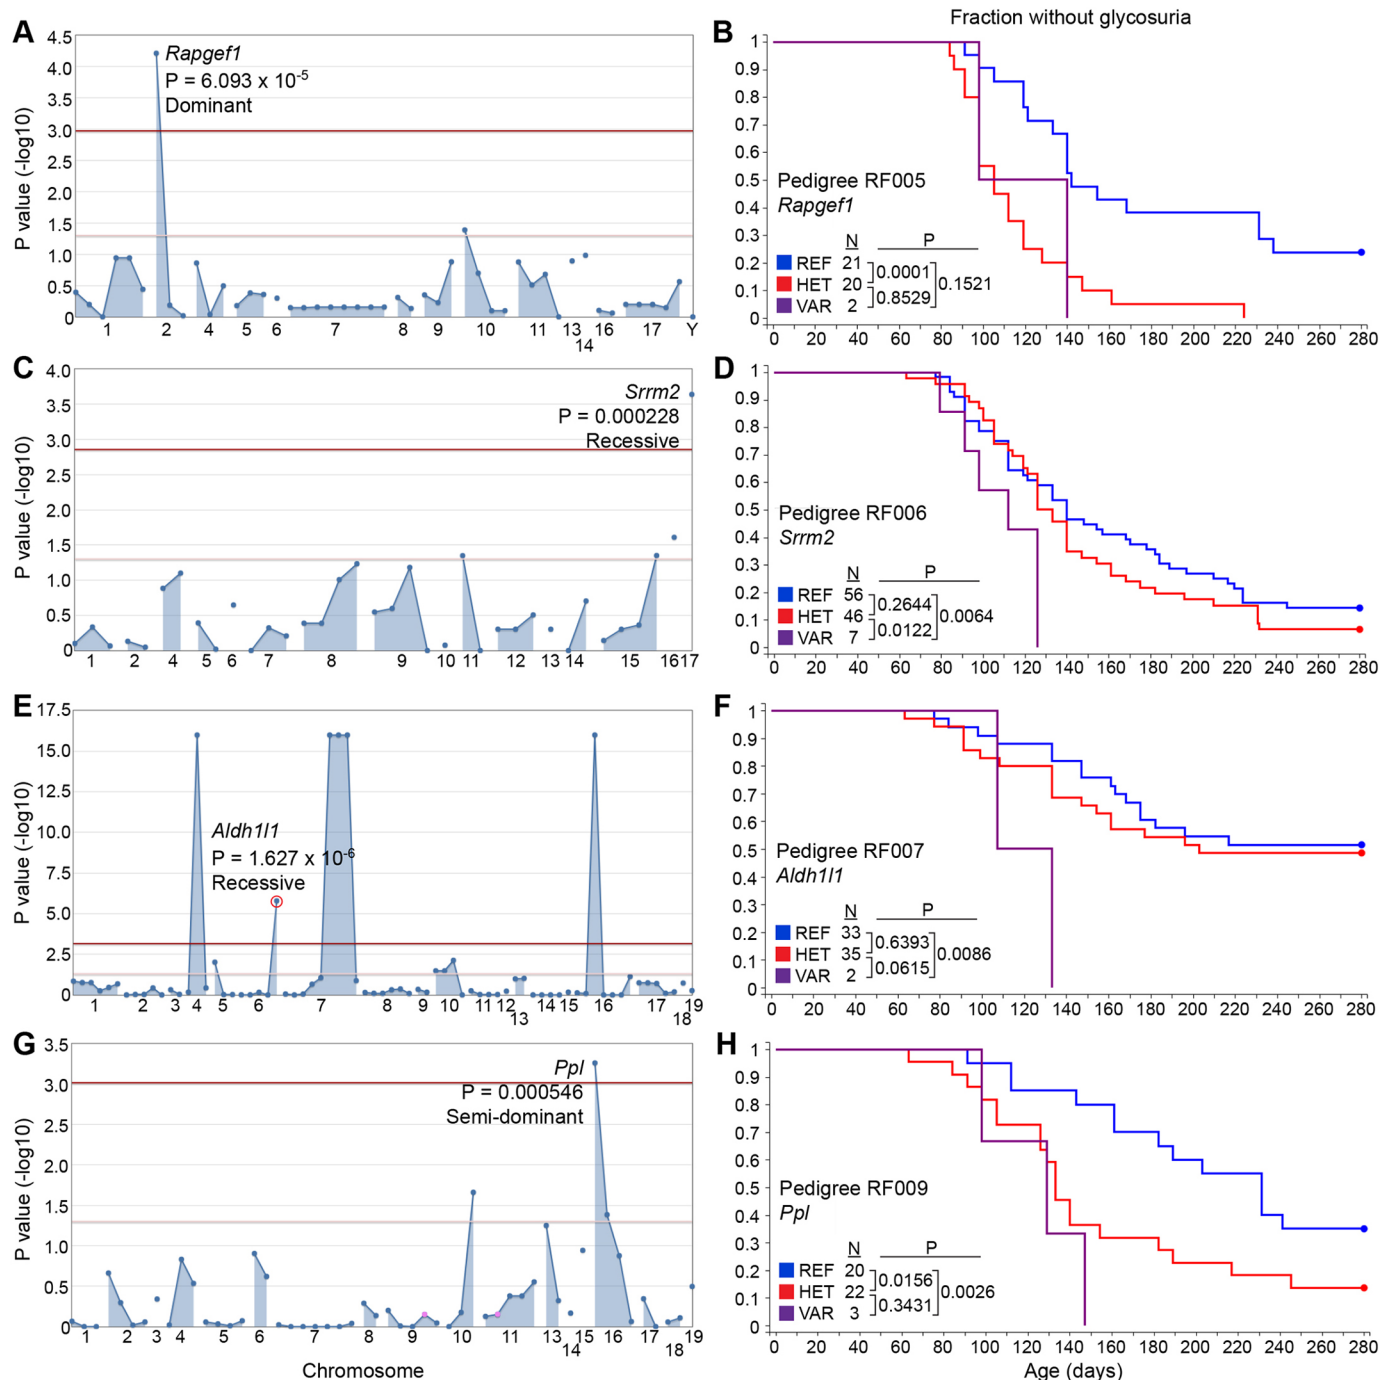 Fraction without glycosuria
A
P value (-log10)
4.5
4.0
3.5
3.0
2.5
2.0
1.5
1.0
0.5
0
Rapgef1
P = 6.093 x 10-5
Dominant
1 2 4 5 6 7 8 9 10 11 13 16 17 Y
14
B
1
0.9
0.8
0.7
0.6
0.5
0.4
0.3
0.2
0.1
0
Pedigree RF005
Rapgef1
N P
REF 21
HET 20
VAR 2
0.0001
0.8529
0.1521
0 20 40 60 80 100 120 140 160 180 200 220 240 260 280
C
P value (-log10)
4.0
3.5
3.0
2.5
2.0
1.5
1.0
0.5
0
Srrm2
P = 0.000228
Recessive
1 2 4 5 6 7 8 9 10 11 12 13 14 15 16 17
D
1
0.9
0.8
0.7
0.6
0.5
0.4
0.3
0.2
0.1
0
Pedigree RF006
Srrm2
N P
REF 56
HET 46
VAR 7
0.2644
0.0122
0.0064
0 20 40 60 80 100 120 140 160 180 200 220 240 260 280
E
P value (-log10)
17.5
15.0
12.5
10.0
7.5
5.0
2.5
0
Aldh1l1
P = 1.627 x 10-6
Recessive
1 2 3 4 5 6 7 8 9 10 11 12 14 15 16 17 19
13 18
F
1
0.9
0.8
0.7
0.6
0.5
0.4
0.3
0.2
0.1
0
Pedigree RF007
Aldh1l1
N P
REF 33
HET 35
VAR 2
0.6393
0.0615
0.0086
0 20 40 60 80 100 120 140 160 180 200 220 240 260 280
G
P value (-log10)
3.5
3.0
2.5
2.0
1.5
1.0
0.5
0
Ppl
P = 0.000546
Semi-dominant
1 2 3 4 5 6 7 8 9 10 11 13 15 16 17 19
14 18
Chromosome
H
1
0.9
0.8
0.7
0.6
0.5
0.4
0.3
0.2
0.1
0
Pedigree RF009
Ppl
N P
REF 20
HET 22
VAR 3
0.0156
0.3431
0.0026
0 20 40 60 80 100 120 140 160 180 200 220 240 260 280
Age (days)